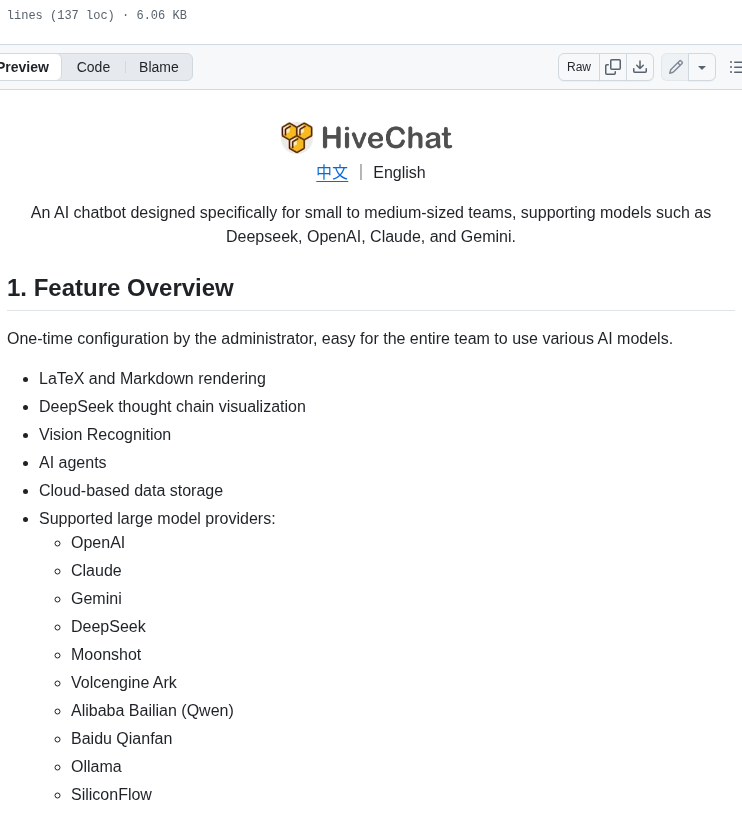 lines (137 loc) · 6.06 KB
Preview Code Blame Raw
HiveChat
中文 | English
An AI chatbot designed specifically for small to medium-sized teams, supporting models such as
Deepseek, OpenAI, Claude, and Gemini.
1. Feature Overview
One-time configuration by the administrator, easy for the entire team to use various AI models.
• LaTeX and Markdown rendering
• DeepSeek thought chain visualization
• Vision Recognition
• AI agents
• Cloud-based data storage
• Supported large model providers:
◦ OpenAI
◦ Claude
◦ Gemini
◦ DeepSeek
◦ Moonshot
◦ Volcengine Ark
◦ Alibaba Bailian (Qwen)
◦ Baidu Qianfan
◦ Ollama
◦ SiliconFlow